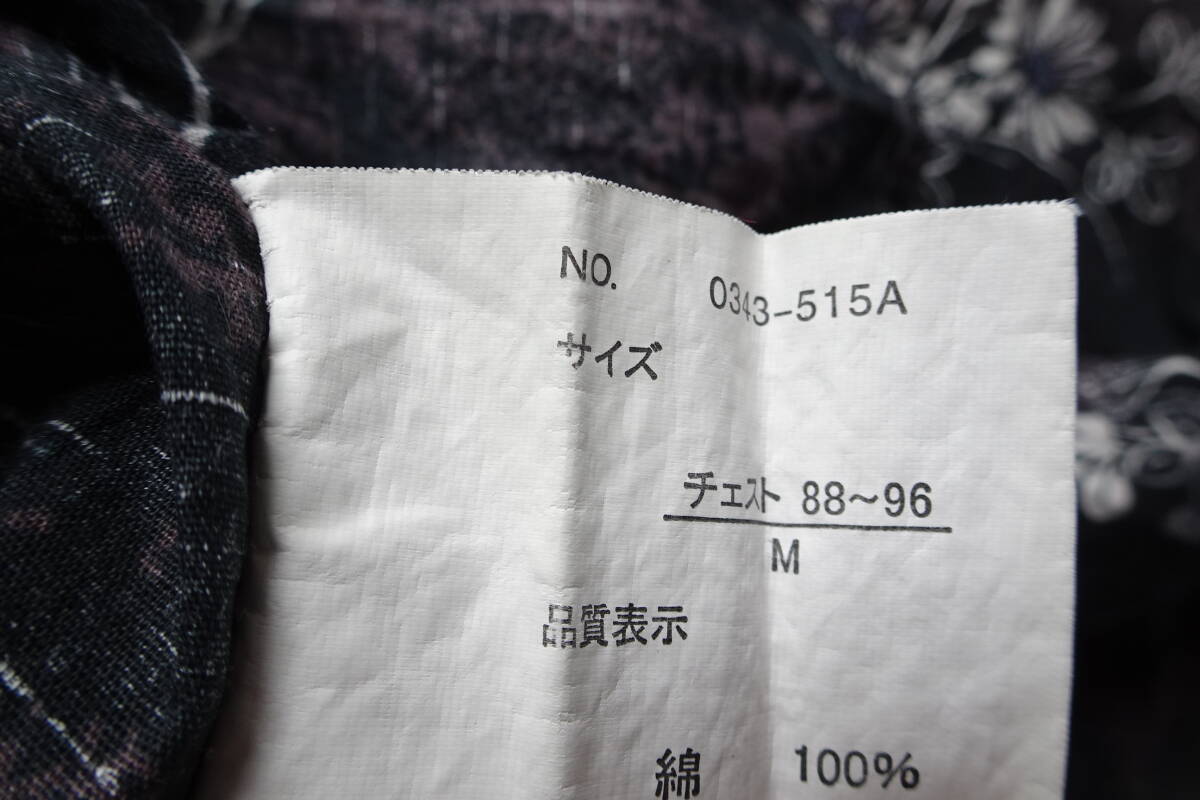 NO. 0343-515A
サイズ
チェスト 88～96
M
品質表示
綿 100%